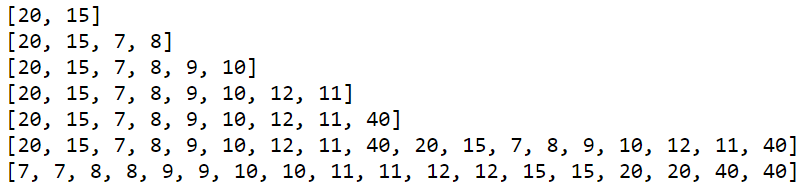 [20, 15]
[20, 15, 7, 8]
[20, 15, 7, 8, 9, 10]
[20, 15, 7, 8, 9, 10, 12, 11]
[20, 15, 7, 8, 9, 10, 12, 11, 40]
[20, 15, 7, 8, 9, 10, 12, 11, 40, 20, 15, 7, 8, 9, 10, 12, 11, 40]
[7, 7, 8, 8, 9, 9, 10, 10, 11, 11, 12, 12, 15, 15, 20, 20, 40, 40]